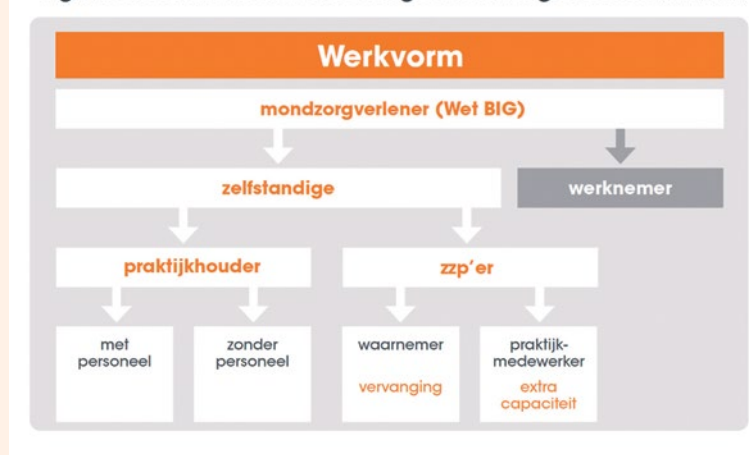 Werkvorm
mondzorgverlener (Wet BIG)
zelfstandige
werknemer
praktijkhouder
zzp'er
met
personeel
zonder
personeel
waarnemer
vervanging
praktijk-
medewerker
extra
capaciteit